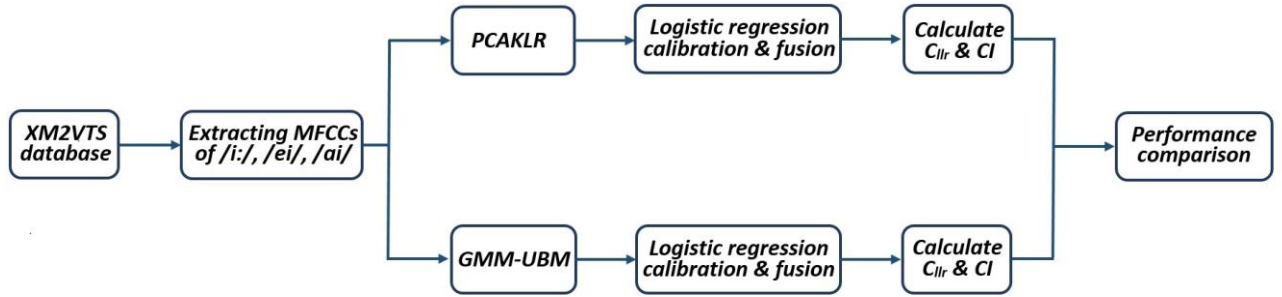 XM2VTS
database
Extracting MFCCs
of /i:/, /ei/, /ai/
PCAKLR
Logistic regression
calibration & fusion
Calculate
Cllr & CI
GMM-UBM
Logistic regression
calibration & fusion
Calculate
Cllr & CI
Performance
comparison